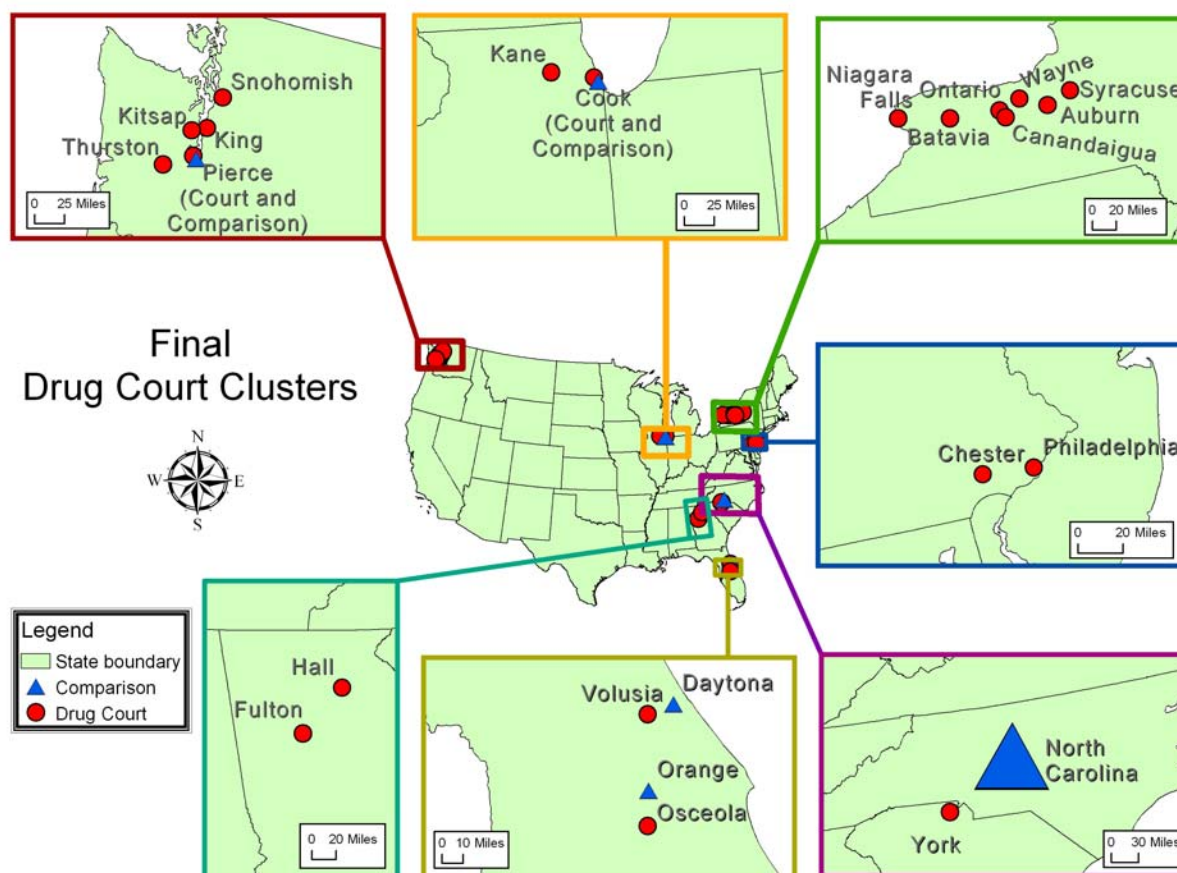 Snohomish
Kitsap
King
Thurston
Pierce
(Court and
Comparison)
0 25 Miles
Kane
Cook
(Court and
Comparison)
0 25 Miles
Niagara
Falls
Ontario
Wayne
Syracuse
Auburn
Batavia
Canandaigua
0 20 Miles
Final
Drug Court Clusters
N
W
E
S
Chester
Philadelphia
0 20 Miles
Legend
State boundary
Comparison
Drug Court
Hall
Fulton
0 20 Miles
Volusia
Daytona
Orange
Osceola
0 10 Miles
North
Carolina
York
0 30 Miles